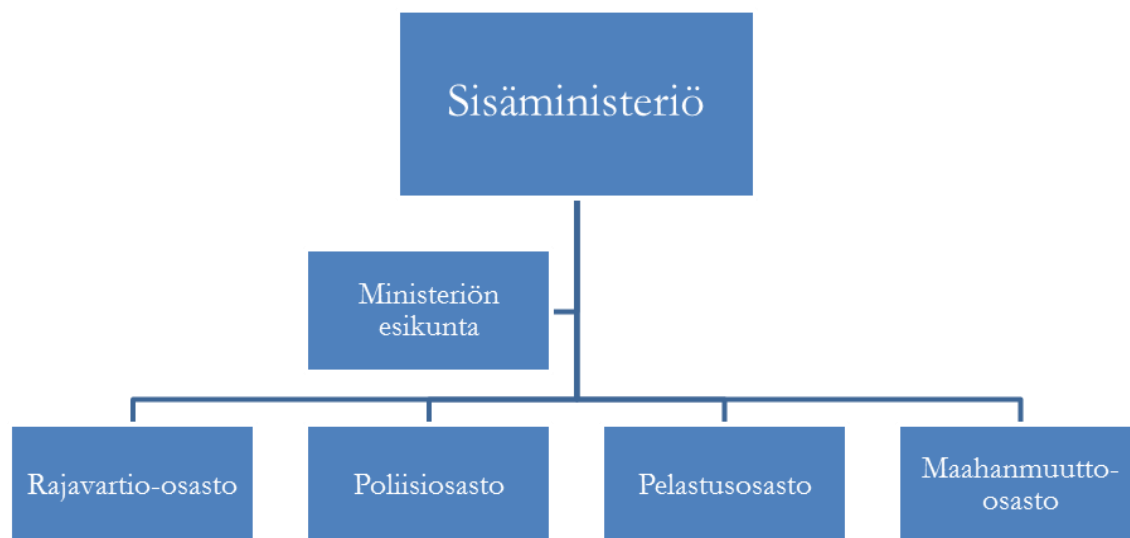 Sisäministeriö
Ministeriön
esikunta
Rajavartio-osasto
Poliisiosasto
Pelastusosasto
Maahanmuutto-
osasto